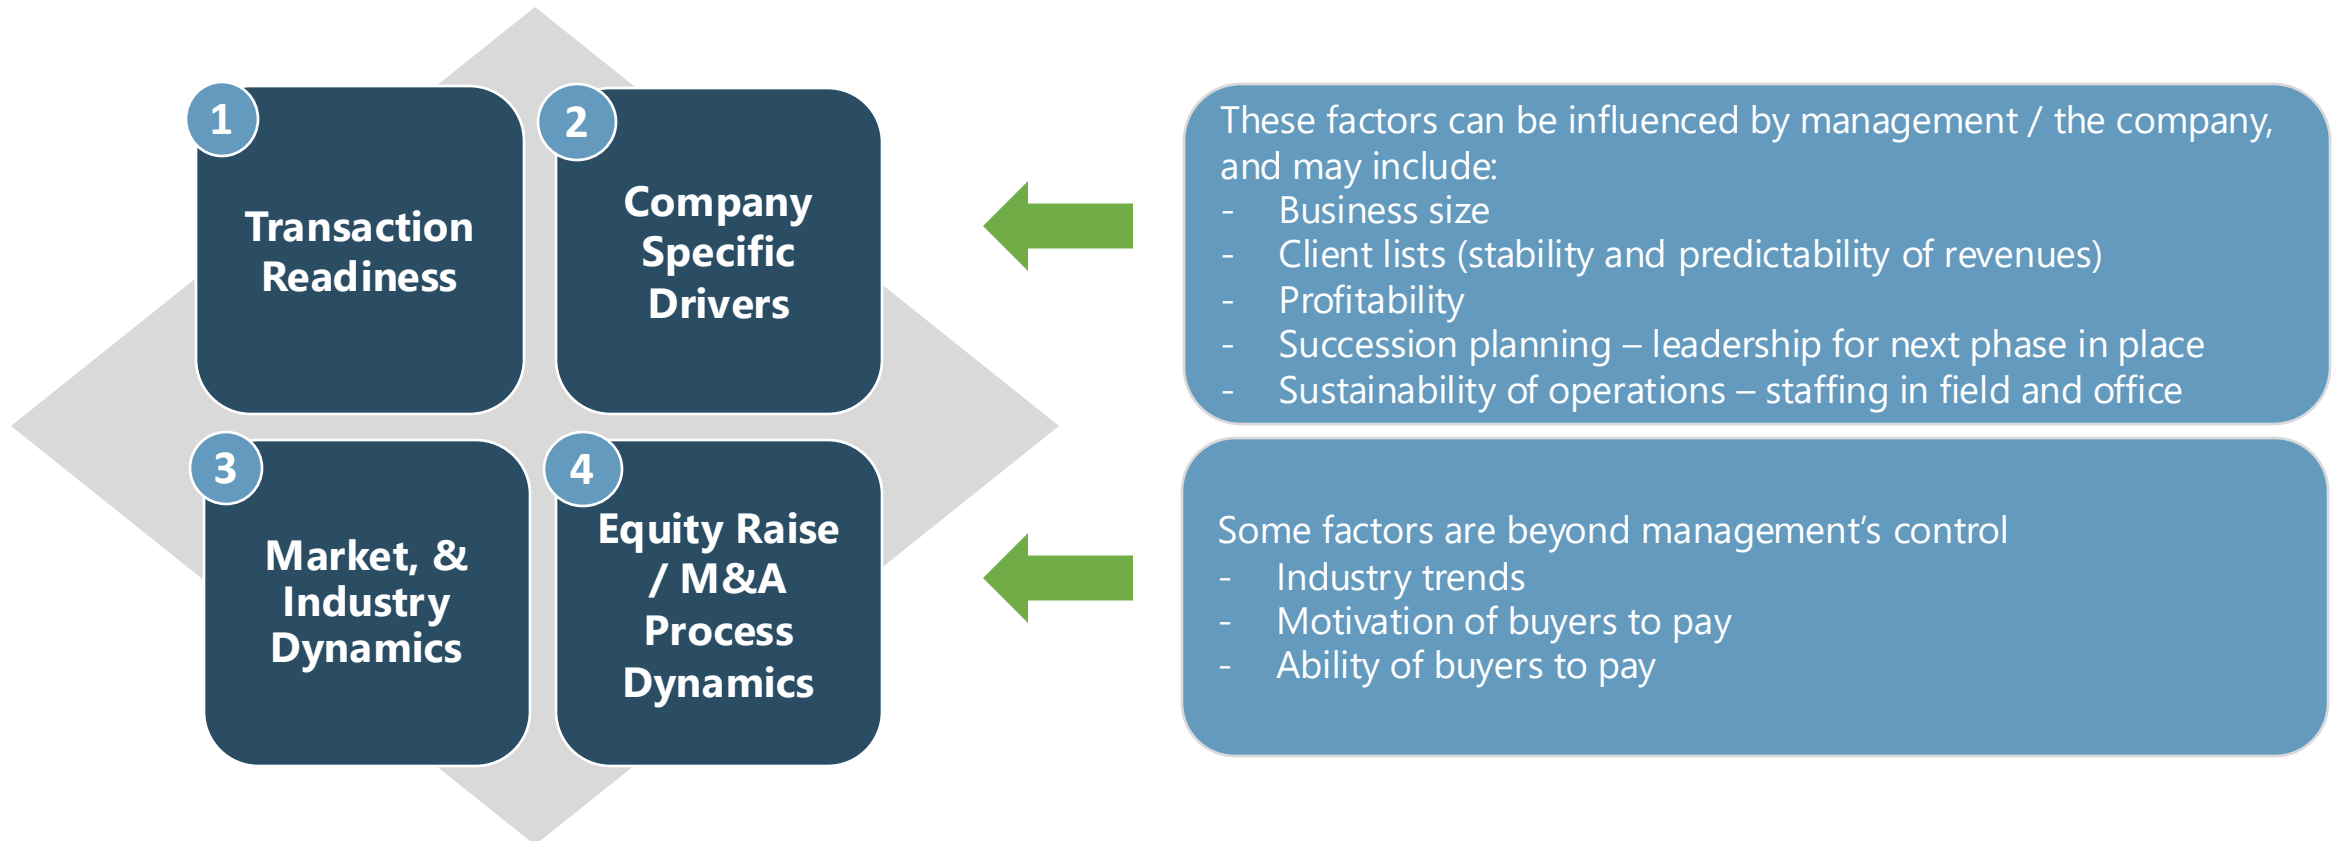 1
Transaction
Readiness
2
Company
Specific
Drivers
3
Market, &
Industry
Dynamics
4
Equity Raise
/ M&A
Process
Dynamics
These factors can be influenced by management / the company,
and may include:
- Business size
- Client lists (stability and predictability of revenues)
- Profitability
- Succession planning – leadership for next phase in place
- Sustainability of operations – staffing in field and office
Some factors are beyond management’s control
- Industry trends
- Motivation of buyers to pay
- Ability of buyers to pay